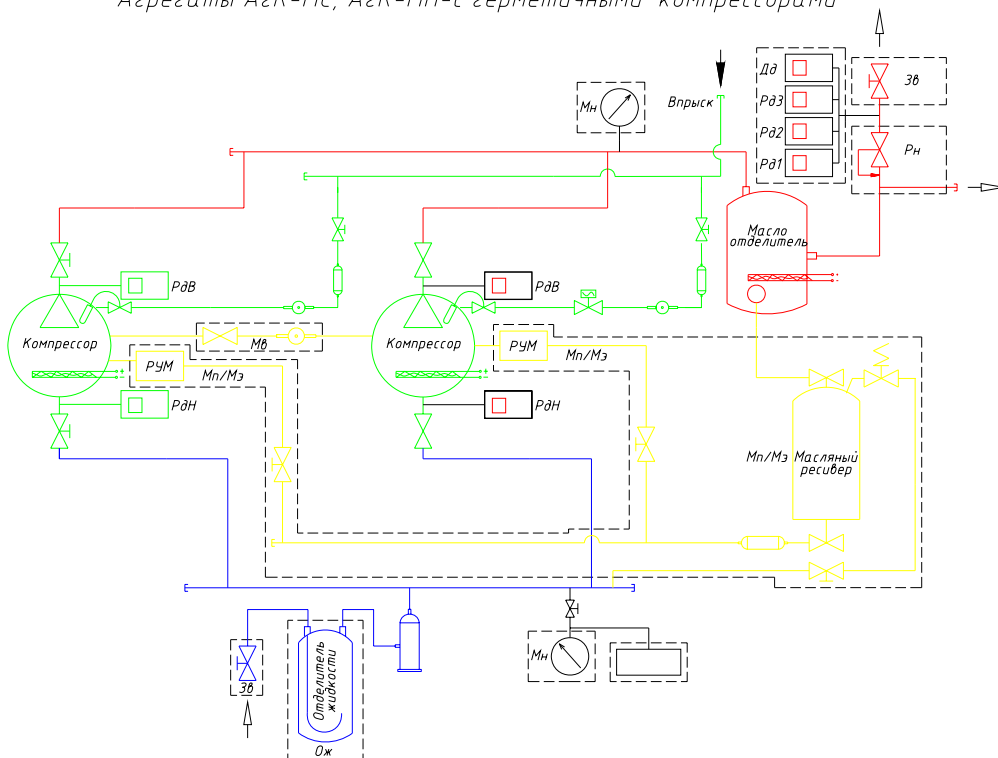 Агрегаты АгК-Пс, АгК-Пп-с герметичными компрессорами
Мн
Впрыск
Дд
Рд3
Рд2
Рд1
Зв
Рн
Масло
отделитель
РдВ
РдВ
Компрессор
Мв
Компрессор
РУМ
Мп/Мэ
РУМ
Мп/Мэ
РдН
РдН
Мп/Мэ
Масляный
ресивер
Зв
Отделитель
жидкости
Ож
Мн